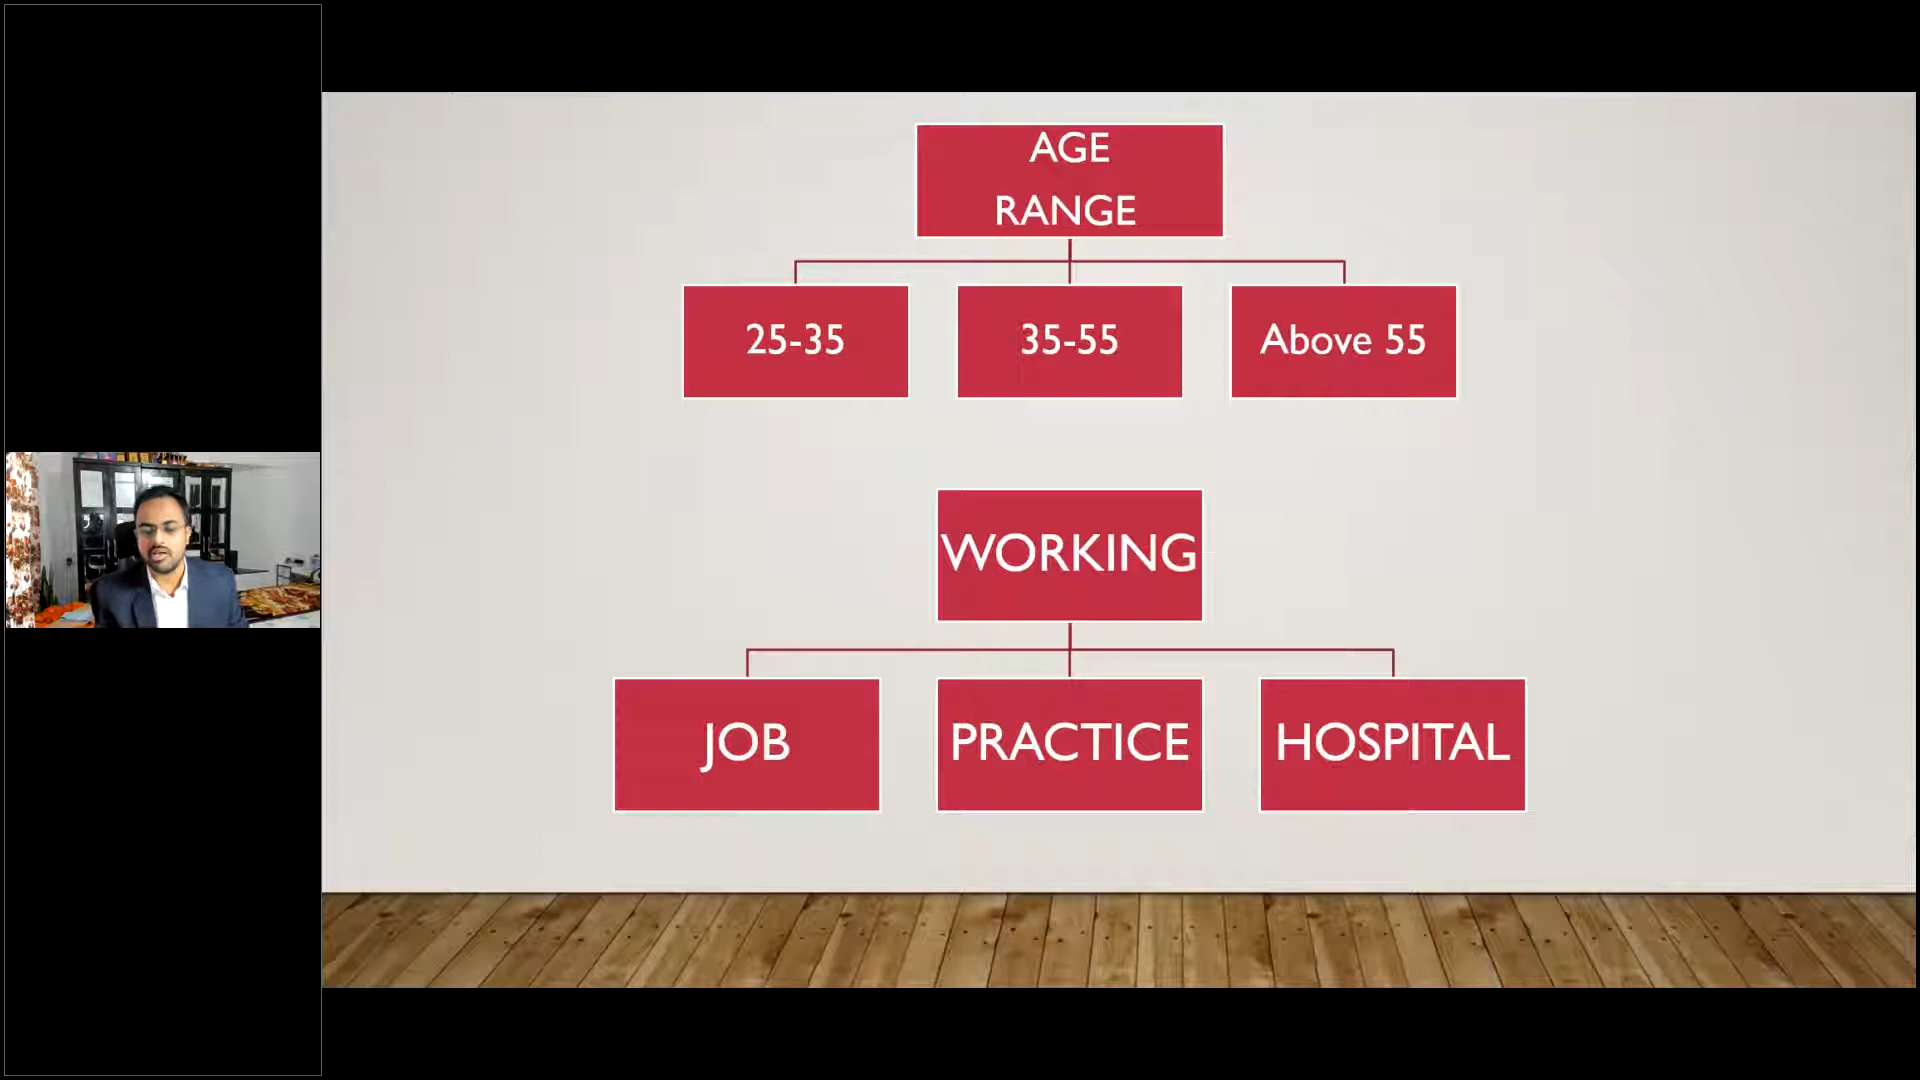 AGE
RANGE
25-35
35-55
Above 55
WORKING
JOB
PRACTICE
HOSPITAL